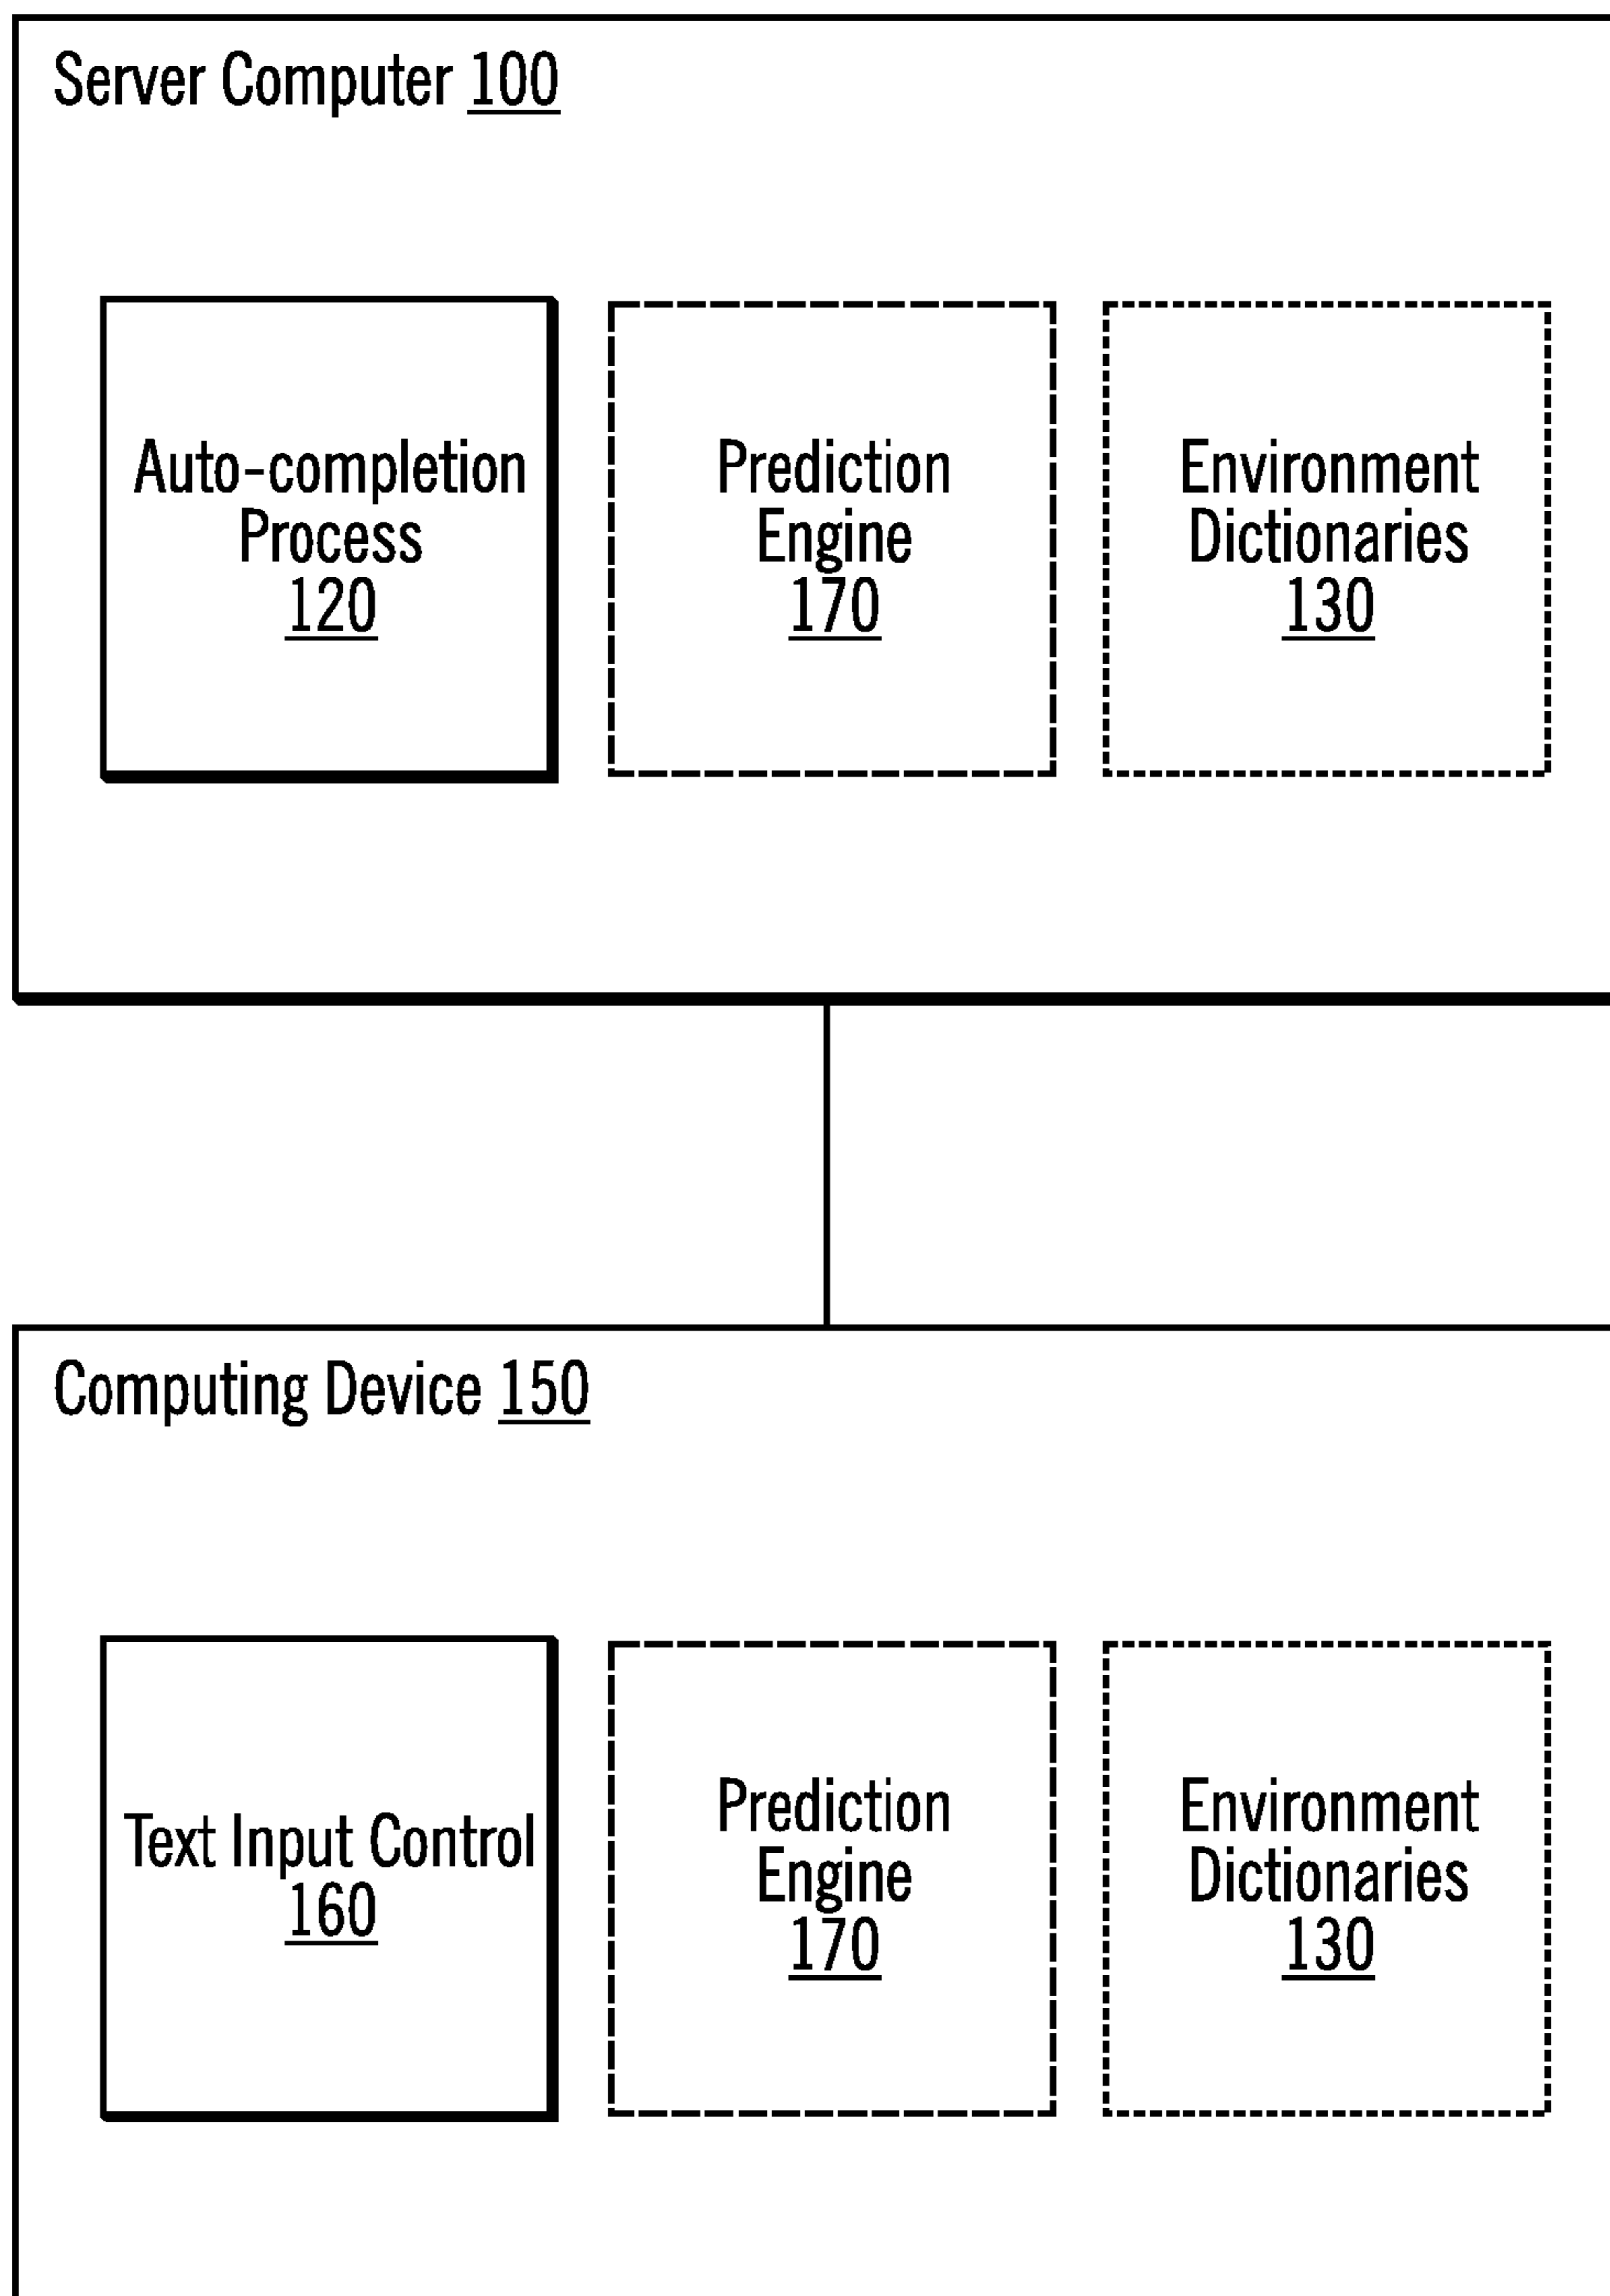 Server Computer 100
Auto-completion
Process
120
Prediction
Engine
170
Environment
Dictionaries
130
Computing Device 150
Text Input Control
160
Prediction
Engine
170
Environment
Dictionaries
130